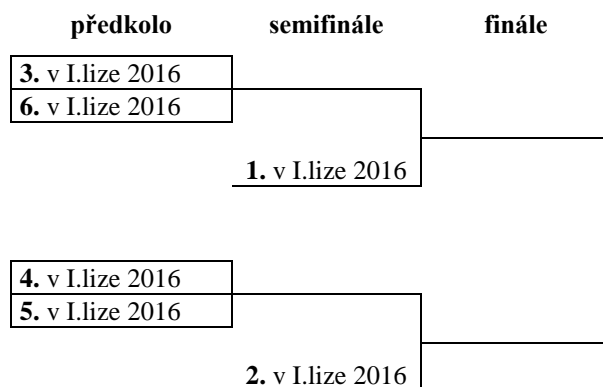 předkolo semifinále finále
3. v I.lize 2016
6. v I.lize 2016
1. v I.lize 2016
4. v I.lize 2016
5. v I.lize 2016
2. v I.lize 2016